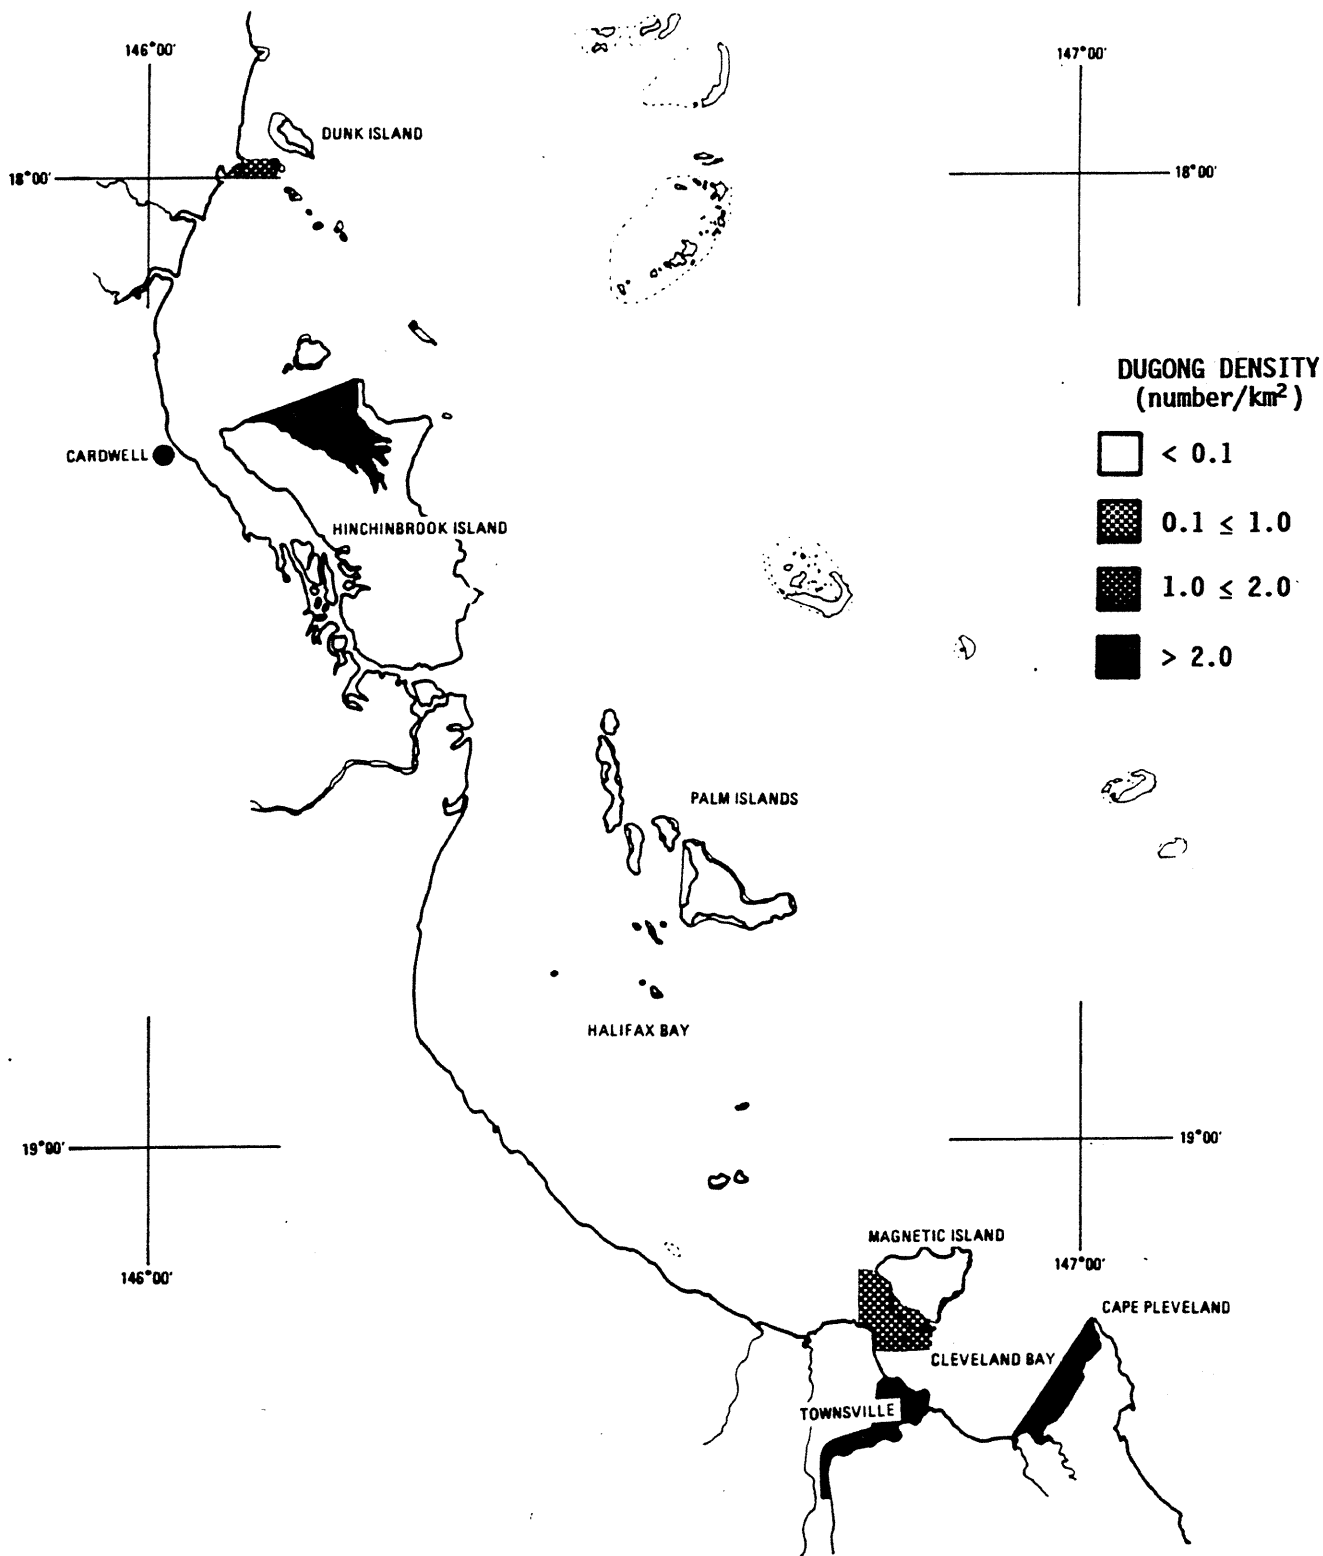 146°00'
147°00'
DUNK ISLAND
18°00'
18°00'
DUGONG DENSITY
(number/km²)
< 0.1
CARDWELL
0.1 ≤ 1.0
HINCHINBROOK ISLAND
1.0 ≤ 2.0
> 2.0
PALM ISLANDS
HALIFAX BAY
19°00'
19°00'
MAGNETIC ISLAND
146°00'
147°00'
CAPE PLEVELAND
CLEVELAND BAY
TOWNSVILLE